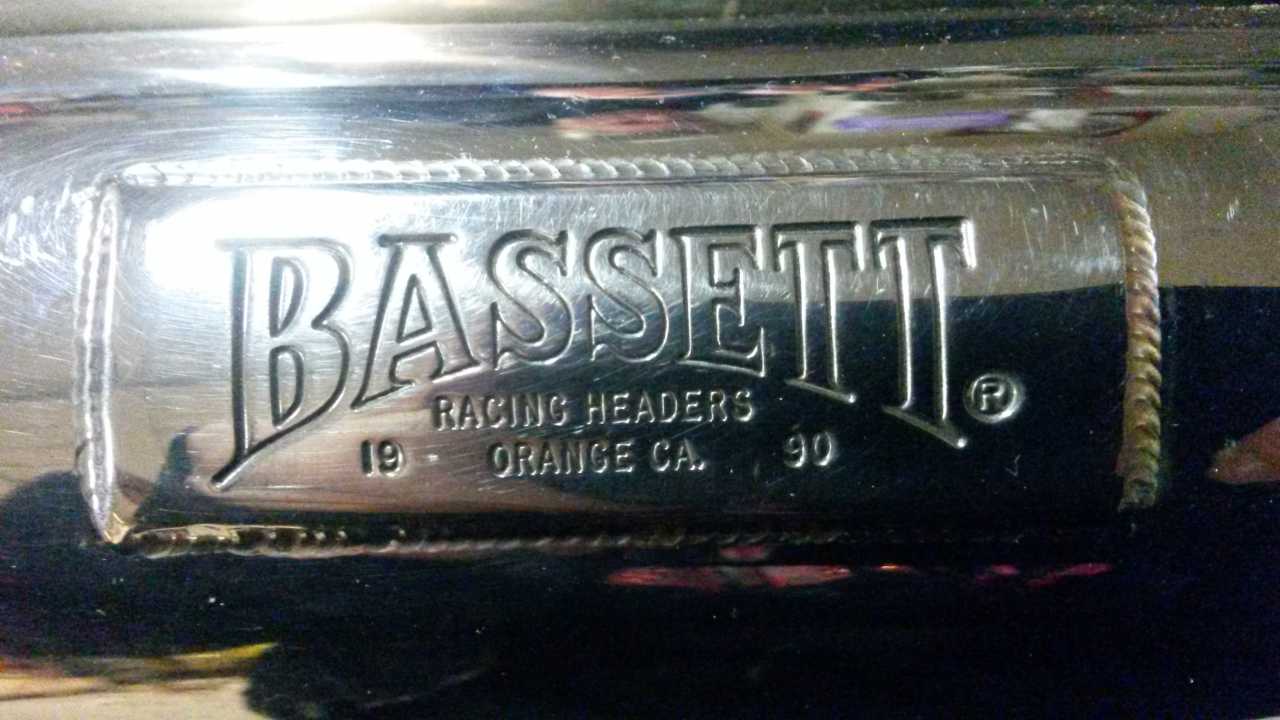 BASSETT®
RACING HEADERS
19 ORANGE CA. 90